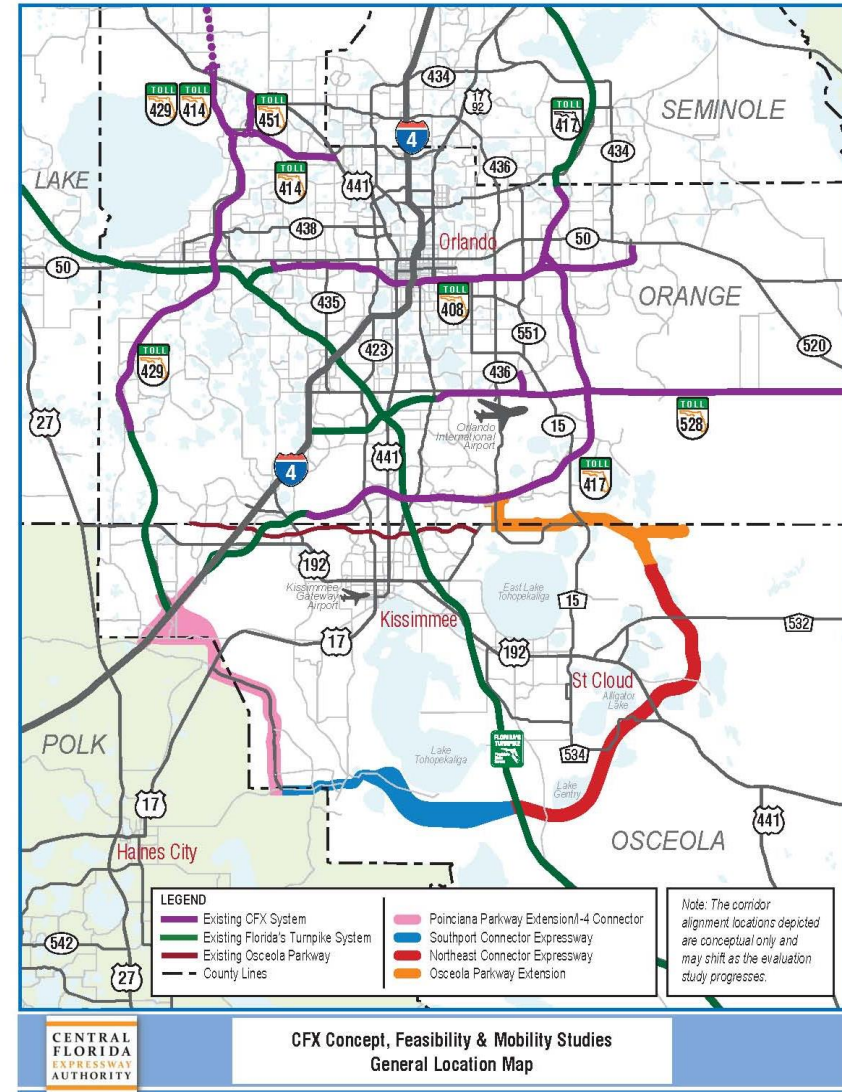 434
17
92
SEMINOLE
TOLL
429
TOLL
414
TOLL
451
4
TOLL
417
434
436
LAKE
TOLL
414
441
438
Orlando
50
50
ORANGE
435
TOLL
408
551
520
423
TOLL
429
436
27
15
TOLL
528
Orlando
International
Airport
441
4
TOLL
417
192
Kissimmee
Gateway
Airport
East Lake
Tohopekaliga
15
532
Kissimmee
17
192
St Cloud
Alligator
Lake
POLK
FLORIDA'S
TURNPIKE
534
Lake
Tohopekaliga
Lake
Gentry
17
441
OSCEOLA
Haines City
LEGEND
Existing CFX System
Existing Florida's Turnpike System
Existing Osceola Parkway
County Lines
Poinciana Parkway Extension/I-4 Connector
Southport Connector Expressway
Northeast Connector Expressway
Osceola Parkway Extension
Note: The corridor
alignment locations depicted
are conceptual only and
may shift as the evaluation
study progresses.
542
27
CENTRAL
FLORIDA
EXPRESSWAY
AUTHORITY
CFX Concept, Feasibility & Mobility Studies
General Location Map